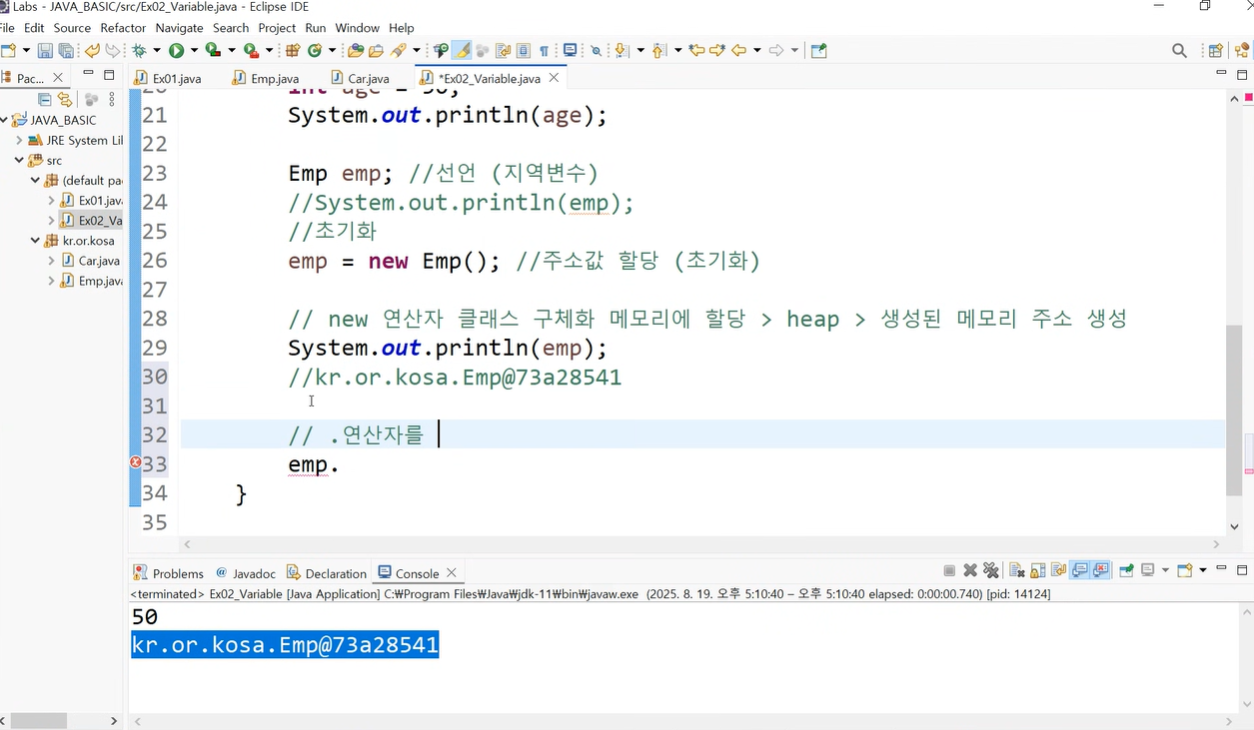 Labs - JAVA_BASIC/src/Ex02_Variable.java - Eclipse IDE
File Edit Source Refactor Navigate Search Project Run Window Help
Pac...
Ex01.java Emp.java Car.java *Ex02_Variable.java
JAVA_BASIC
JRE System Li
src
(default pa
Ex01.java
Ex02_Va
kr.or.kosa
Car.java
Emp.java
20 int age = 50;
21 System.out.println(age);
22
23 Emp emp; //선언 (지역변수)
24 //System.out.println(emp);
25 //초기화
26 emp = new Emp(); //주소값 할당 (초기화)
27
28 // new 연산자 클래스 구체화 메모리에 할당 > heap > 생성된 메모리 주소 생성
29 System.out.println(emp);
30 //kr.or.kosa.Emp@73a28541
31
32 // .연산자를
33 emp.
34 }
35
Problems @ Javadoc Declaration Console
<terminated> Ex02_Variable [Java Application] C:₩Program Files₩Java₩jdk-11₩bin₩javaw.exe (2025. 8. 19. 오후 5:10:40 – 오후 5:10:40 elapsed: 0:00:00.740) [pid: 14124]
50
kr.or.kosa.Emp@73a28541